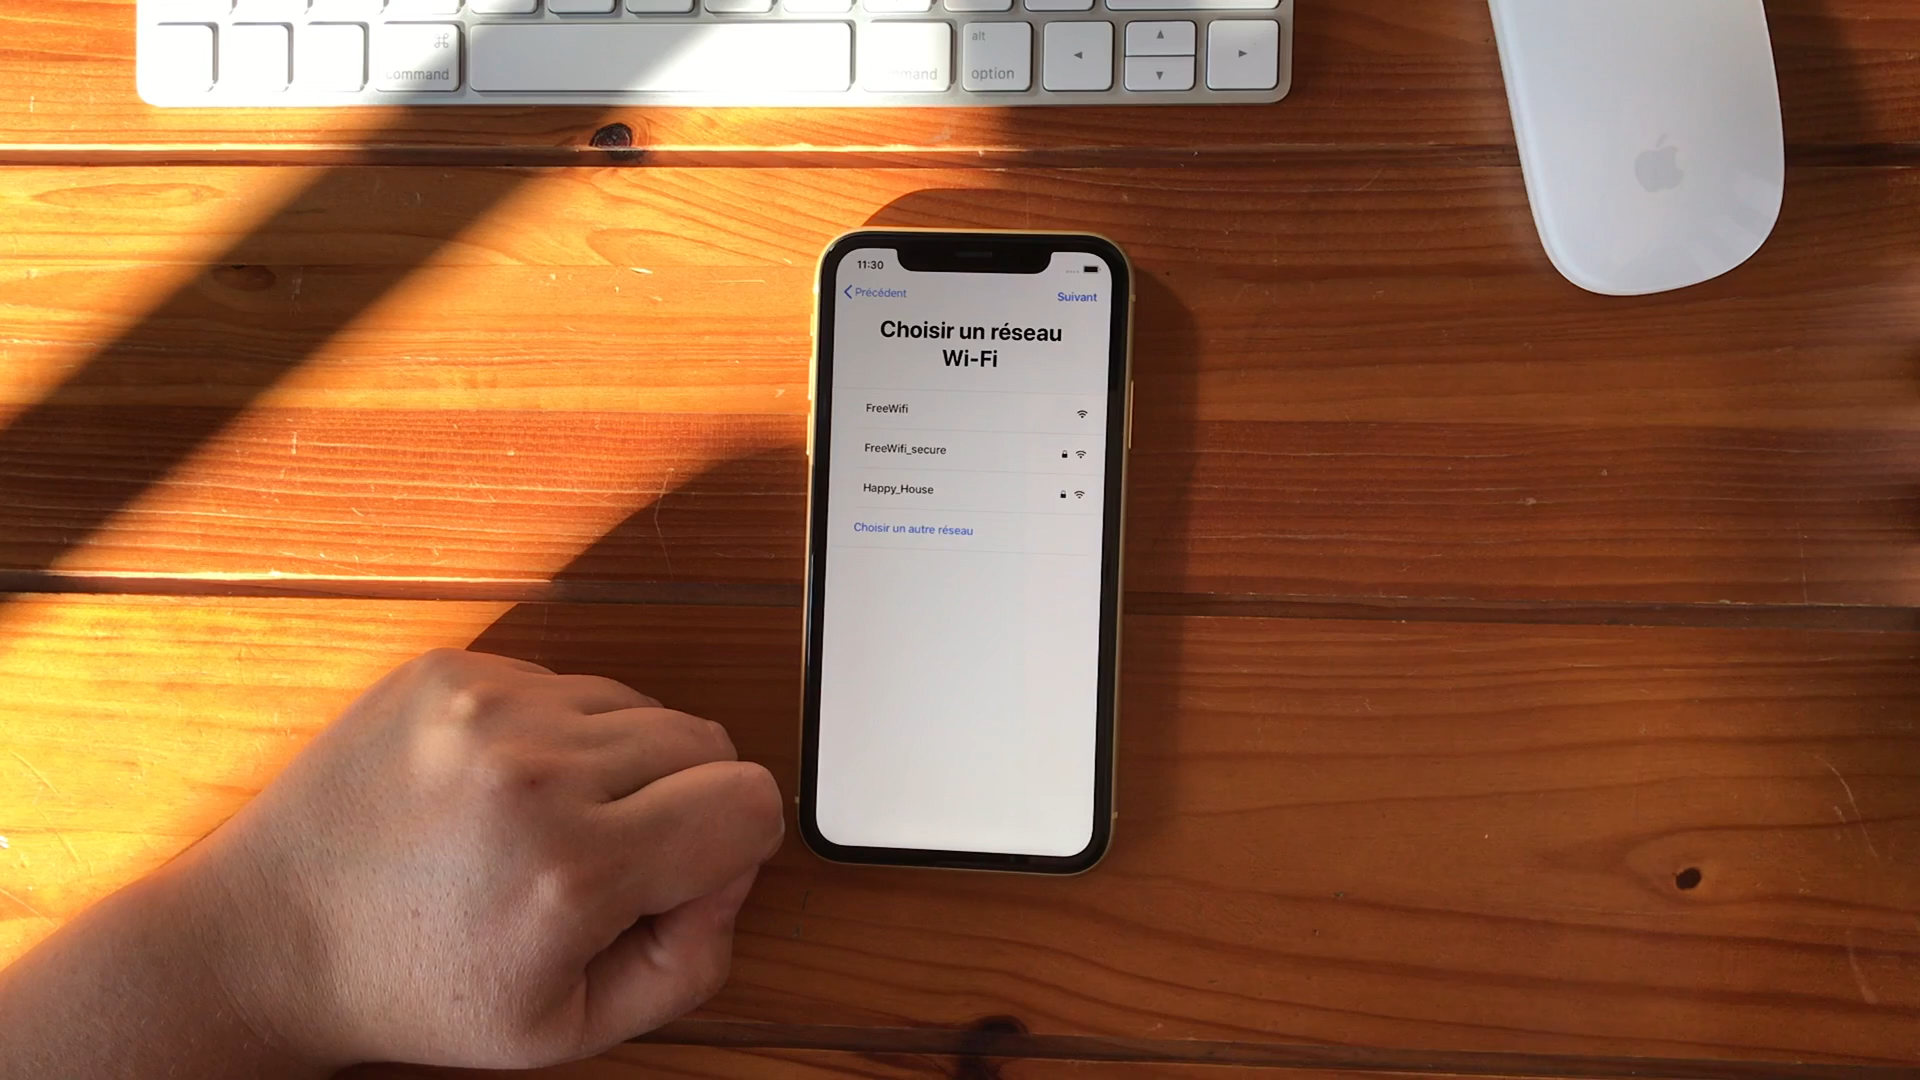 ⌘ alt
command mmand option
11:30
Précédent Suivant
Choisir un réseau
Wi-Fi
FreeWifi
FreeWifi_secure
Happy_House
Choisir un autre réseau